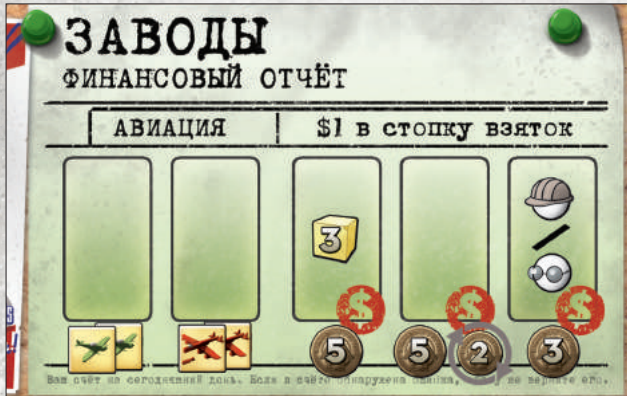 ЗАВОДЫ
ФИНАНСОВЫЙ ОТЧЁТ
АВИАЦИЯ $1 в стопку взяток
3
$ $ $
5 5 2 3
Ваш счёт на сегодняшний день. Если в счёте обнаружена ошибка, не верьте его.